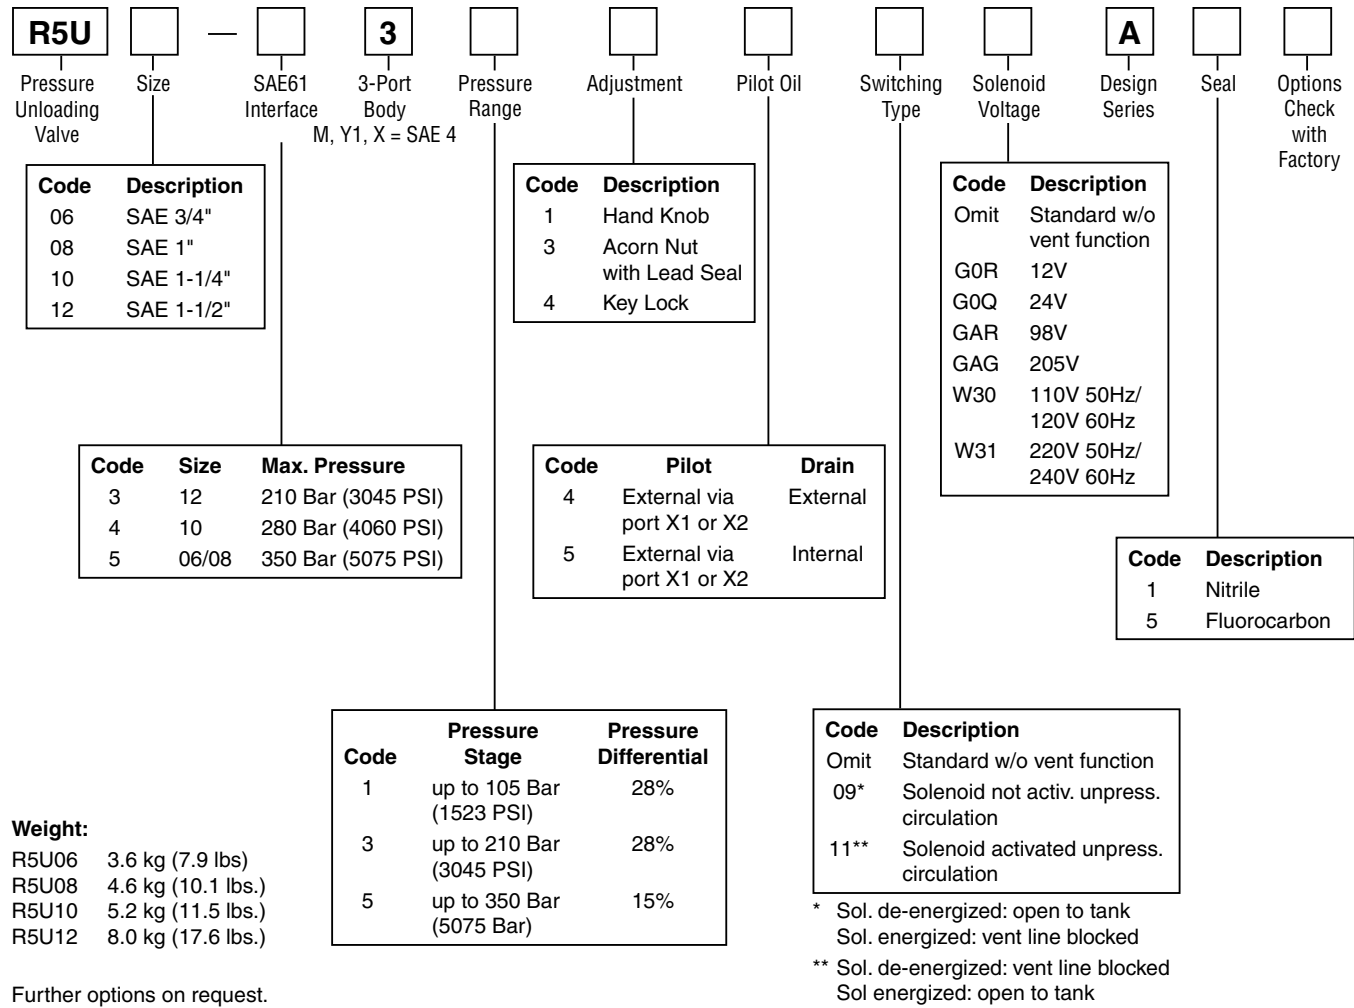 R5U — 3 A
Pressure Unloading Valve
Size
SAE61 Interface
3-Port Body
M, Y1, X = SAE 4
Pressure Range
Adjustment
Pilot Oil
Switching Type
Solenoid Voltage
Design Series
Seal
Options Check with Factory
Code Description
06 SAE 3/4"
08 SAE 1"
10 SAE 1-1/4"
12 SAE 1-1/2"
Code Description
1 Hand Knob
3 Acorn Nut
with Lead Seal
4 Key Lock
Code Description
Omit Standard w/o
vent function
G0R 12V
G0Q 24V
GAR 98V
GAG 205V
W30 110V 50Hz/
120V 60Hz
W31 220V 50Hz/
240V 60Hz
Code Size Max. Pressure
3 12 210 Bar (3045 PSI)
4 10 280 Bar (4060 PSI)
5 06/08 350 Bar (5075 PSI)
Code Pilot Drain
4 External via External
port X1 or X2
5 External via Internal
port X1 or X2
Code Description
1 Nitrile
5 Fluorocarbon
Pressure Pressure
Code Stage Differential
1 up to 105 Bar 28%
(1523 PSI)
3 up to 210 Bar 28%
(3045 PSI)
5 up to 350 Bar 15%
(5075 Bar)
Code Description
Omit Standard w/o vent function
09* Solenoid not activ. unpress.
circulation
11** Solenoid activated unpress.
circulation
* Sol. de-energized: open to tank
Sol. energized: vent line blocked
** Sol. de-energized: vent line blocked
Sol energized: open to tank
Weight:
R5U06 3.6 kg (7.9 lbs)
R5U08 4.6 kg (10.1 lbs.)
R5U10 5.2 kg (11.5 lbs.)
R5U12 8.0 kg (17.6 lbs.)
Further options on request.